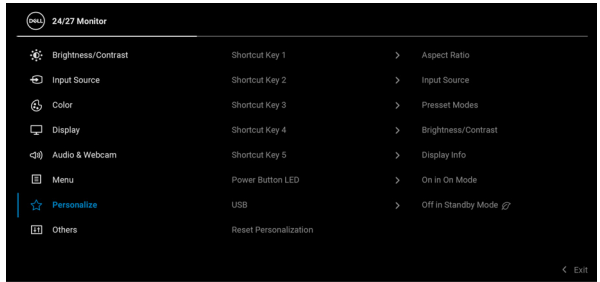 DELL 24/27 Monitor
Brightness/Contrast Shortcut Key 1 Aspect Ratio
Input Source Shortcut Key 2 Input Source
Color Shortcut Key 3 Presset Modes
Display Shortcut Key 4 Brightness/Contrast
Audio & Webcam Shortcut Key 5 Display Info
Menu Power Button LED On in On Mode
Personalize USB Off in Standby Mode
Others Reset Personalization
Exit